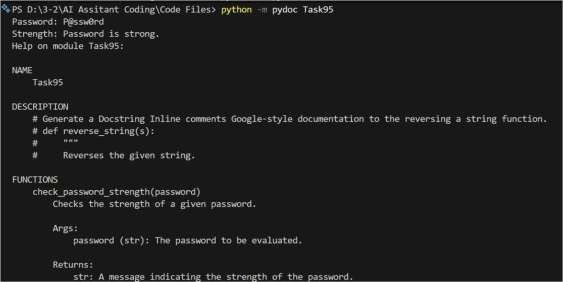 PS D:\3-2\AI Assitant Coding\Code Files> python -m pydoc Task95
Password: P@ssw0rd
Strength: Password is strong.
Help on module Task95:
NAME
Task95
DESCRIPTION
# Generate a Docstring Inline comments Google-style documentation to the reversing a string function.
# def reverse_string(s):
# """
# Reverses the given string.
FUNCTIONS
check_password_strength(password)
Checks the strength of a given password.
Args:
password (str): The password to be evaluated.
Returns:
str: A message indicating the strength of the password.